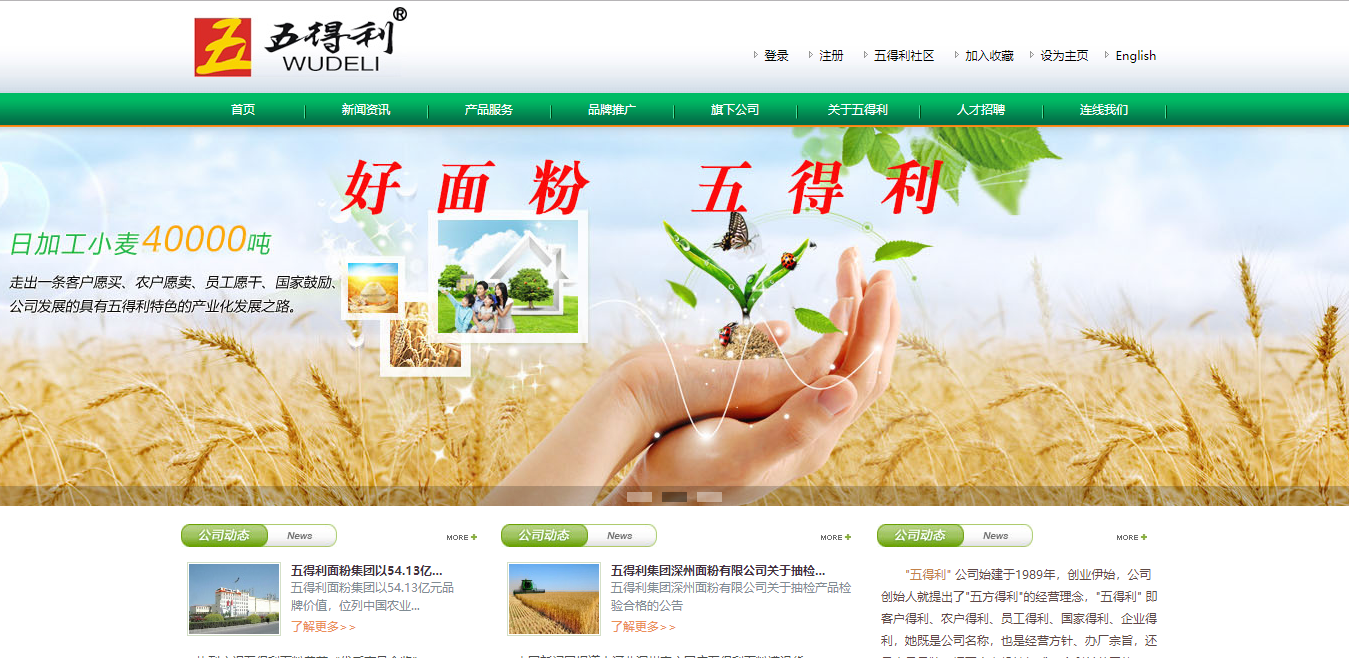 五
五得利®
WUDELI
登录 注册 五得利社区 加入收藏 设为主页 English
首页 新闻资讯 产品服务 品牌推广 旗下公司 关于五得利 人才招聘 连线我们
好面粉 五得利
日加工小麦40000吨
走出一条客户愿买、农户愿卖、员工愿干、国家鼓励、
公司发展的具有五得利特色的产业化发展之路。
公司动态 News MORE
五得利面粉集团以54.13亿...
五得利面粉集团以54.13亿元品
牌价值，位列中国农业...
了解更多>>
公司动态 News MORE
五得利集团深州面粉有限公司关于抽检...
五得利集团深州面粉有限公司关于抽检产品检
验合格的公告
了解更多>>
公司动态 News MORE
"五得利" 公司始建于1989年，创业伊始，公司
创始人就提出了"五方得利"的经营理念，"五得利" 即
客户得利、农户得利、员工得利、国家得利、企业得
利，她既是公司名称，也是经营方针、办厂宗旨，还